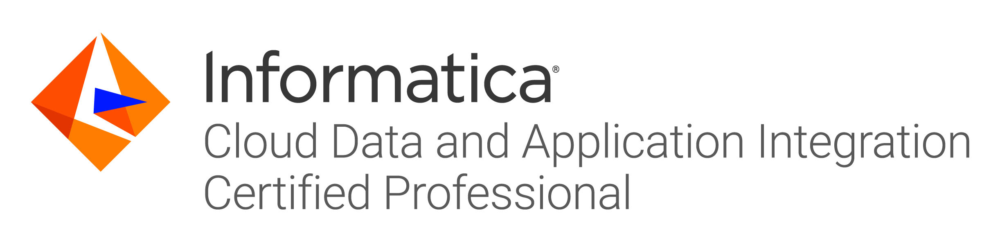 Informatica®
Cloud Data and Application Integration
Certified Professional